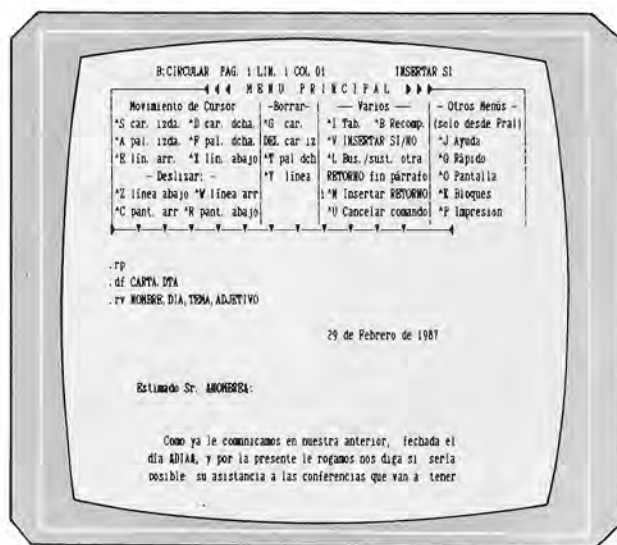 B:CIRCULAR PAG. 1 LIN. 1 COL 01 INSERTAR SI
MENU PRINCIPAL
Movimiento de Cursor -Borrar- — Varios — - Otros Menús -
^S car. izda. ^D car. dcha. ^G car. ^I Tab. ^B Recomp. (solo desde Pral)
^A pal. izda. ^F pal. dcha. DEL car iz ^V INSERTAR SI/NO ^J Ayuda
^E lín. arr. ^X lín. abajo ^T pal dch ^L Bus./sust. otra ^Q Rápido
- Deslizar: - ^Y línea RETORNO fin párrafo ^O Pantalla
^Z línea abajo ^W línea arr ^N Insertar RETORNO ^K Bloques
^C pant. arr ^R pant. abajo ^U Cancelar comando ^P Impresion
.rp
.df CARTA.DTA
.rv NOMBRE,DIA,TEMA,ADJETIVO
29 de Febrero de 1987
Estimado Sr. &NOMBRE&:
Como ya le comunicamos en nuestra anterior, fechada el
día &DIA&, y por la presente le rogamos nos diga si sería
posible su asistancia a las conferencias que van a tener